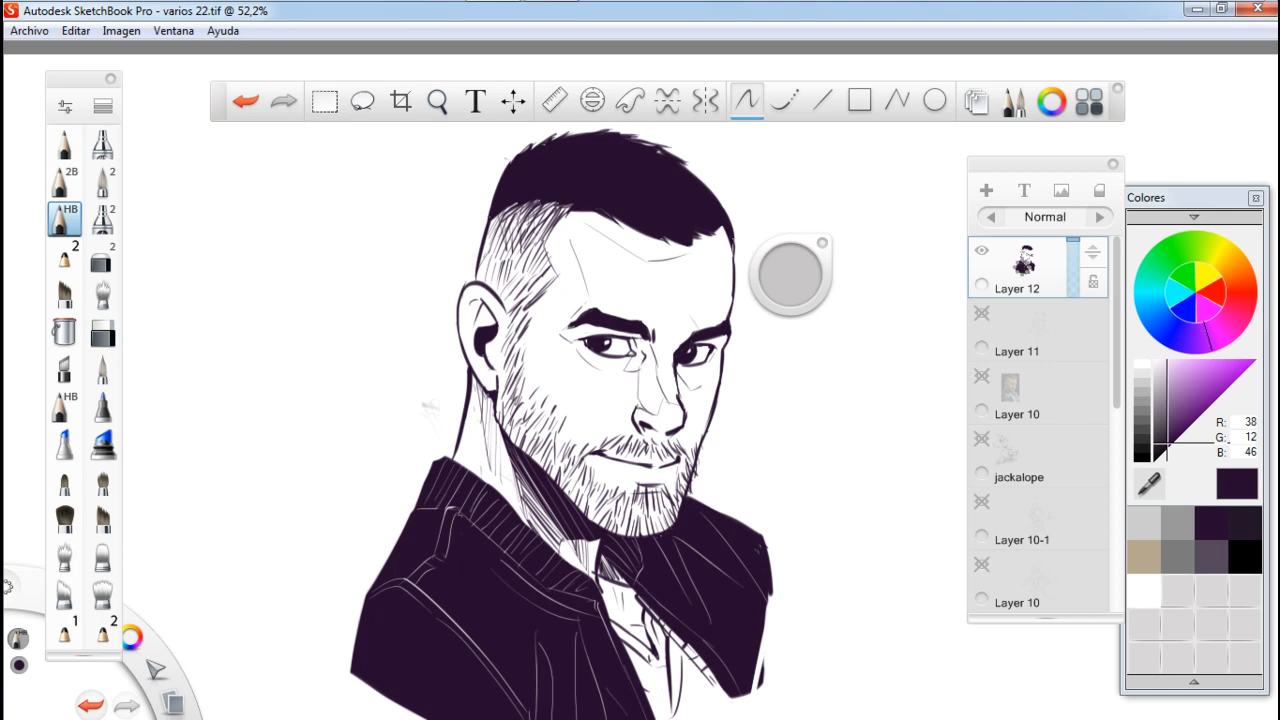 Autodesk SketchBook Pro - varios 22.tif @ 52,2%
Archivo Editar Imagen Ventana Ayuda
T
2B 2
HB 2
2 2
HB
1 2
T
Normal
Layer 12
Layer 11
Layer 10
jackalope
Layer 10-1
Layer 10
Colores
R: 38
G: 12
B: 46